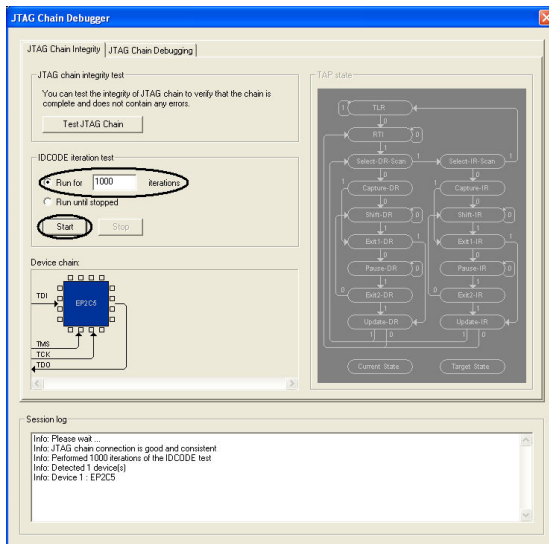 JTAG Chain Debugger
JTAG Chain Integrity
JTAG Chain Debugging
JTAG chain integrity test
You can test the integrity of JTAG chain to verify that the chain is
complete and does not contain any errors.
Test JTAG Chain
IDCODE iteration test
Run for 1000 iterations
Run until stopped
Start Stop
Device chain:
TDI
EP2C5
TMS
TCK
TDO
TAP state
1 TLR
0
RTI 0
1
Select-DR-Scan 1 Select-IR-Scan 1
0 0
1 Capture-DR 1 Capture-IR
0 0
Shift-DR 0 Shift-IR 0
1 1
Exit1-DR 1 Exit1-IR 1
0 0
Pause-DR 0 Pause-IR 0
1 1
0 Exit2-DR 0 Exit2-IR
1 1
Update-DR Update-IR
1 0 1 0
Current State Target State
Session log
Info: Please wait ...
Info: JTAG chain connection is good and consistent
Info: Performed 1000 iterations of the IDCODE test
Info: Detected 1 device(s)
Info: Device 1 : EP2C5